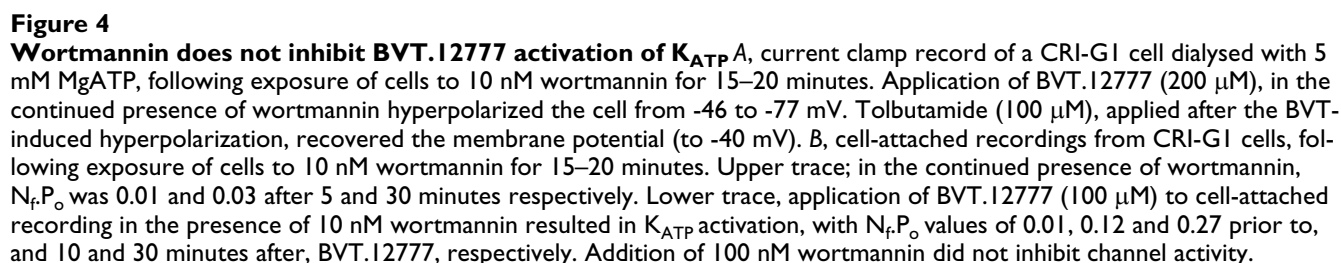 Figure 4
Wortmannin does not inhibit BVT.12777 activation of K_ATP A, current clamp record of a CRI-G1 cell dialysed with 5
mM MgATP, following exposure of cells to 10 nM wortmannin for 15–20 minutes. Application of BVT.12777 (200 μM), in the
continued presence of wortmannin hyperpolarized the cell from -46 to -77 mV. Tolbutamide (100 μM), applied after the BVT-
induced hyperpolarization, recovered the membrane potential (to -40 mV). B, cell-attached recordings from CRI-G1 cells, fol-
lowing exposure of cells to 10 nM wortmannin for 15–20 minutes. Upper trace; in the continued presence of wortmannin,
N_f.P_o was 0.01 and 0.03 after 5 and 30 minutes respectively. Lower trace, application of BVT.12777 (100 μM) to cell-attached
recording in the presence of 10 nM wortmannin resulted in K_ATP activation, with N_f.P_o values of 0.01, 0.12 and 0.27 prior to,
and 10 and 30 minutes after, BVT.12777, respectively. Addition of 100 nM wortmannin did not inhibit channel activity.